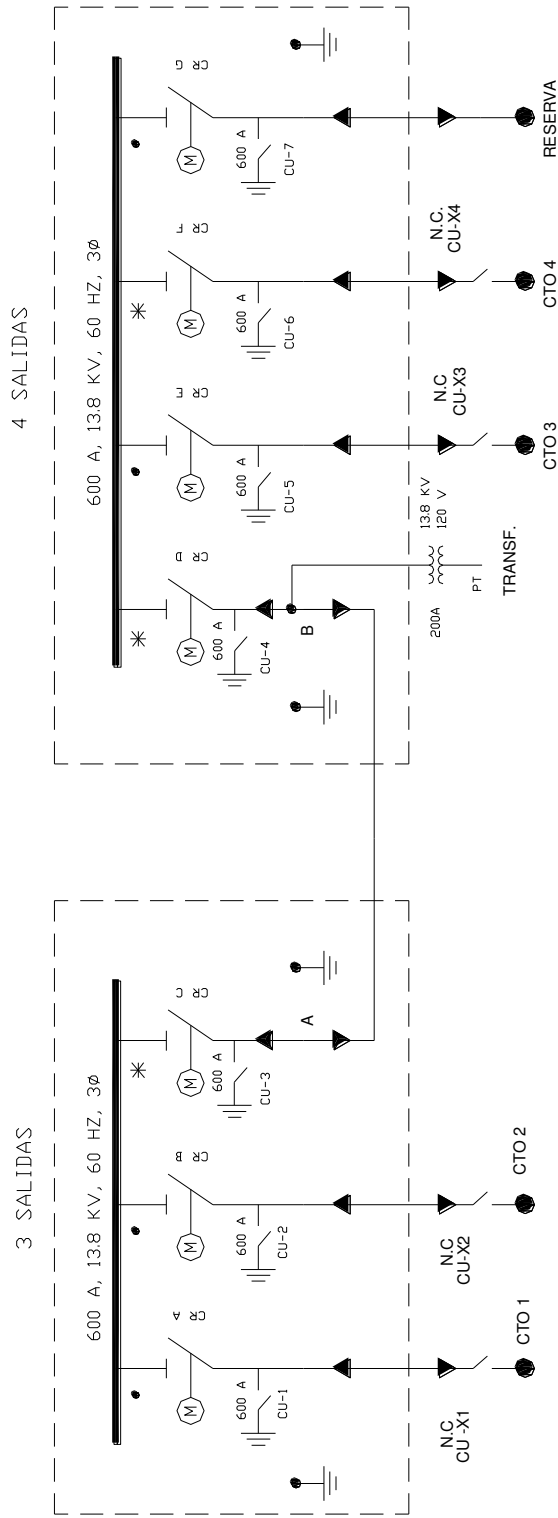 3 SALIDAS
600 A, 13.8 KV, 60 HZ, 3Ø
CR A
M
600 A
CU-1
N.C
CU -X1
CTO 1
CR B
M
600 A
CU-2
N.C
CU-X2
CTO 2
CR C
M
600 A
CU-3
A
4 SALIDAS
600 A, 13.8 KV, 60 HZ, 3Ø
CR D
M
600 A
CU-4
B
200A
13.8 KV
120 V
PT
TRANSF.
CR E
M
600 A
CU-5
N.C
CU-X3
CTO 3
CR F
M
600 A
CU-6
N.C.
CU-X4
CTO 4
CR G
M
600 A
CU-7
RESERVA